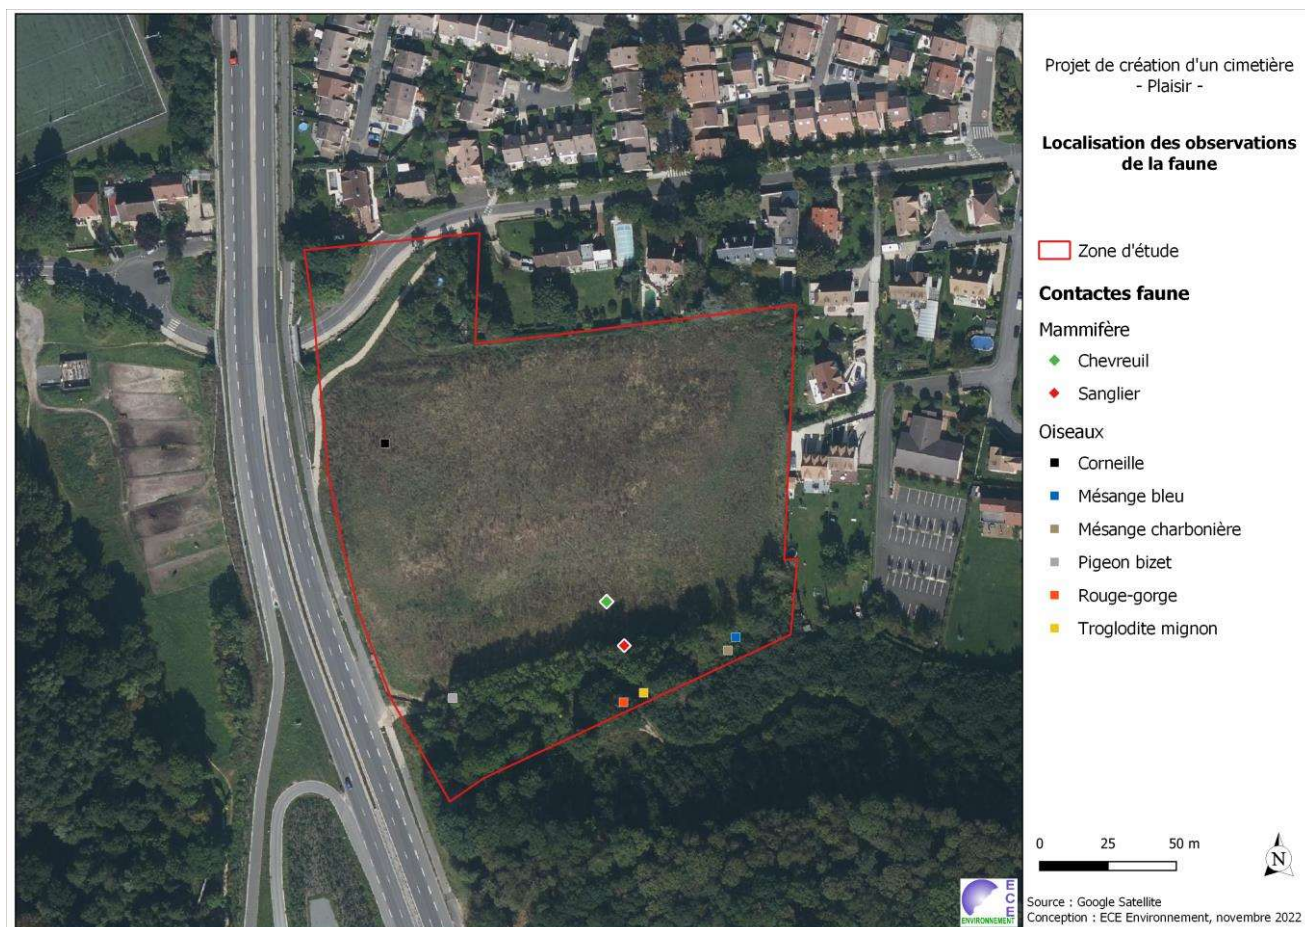 Projet de création d'un cimetière
- Plaisir -
Localisation des observations
de la faune
Zone d'étude
Contactes faune
Mammifère
Chevreuil
Sanglier
Oiseaux
Corneille
Mésange bleu
Mésange charbonière
Pigeon bizet
Rouge-gorge
Troglodite mignon
0 25 50 m
N
ECE
ENVIRONNEMENT
Source : Google Satellite
Conception : ECE Environnement, novembre 2022